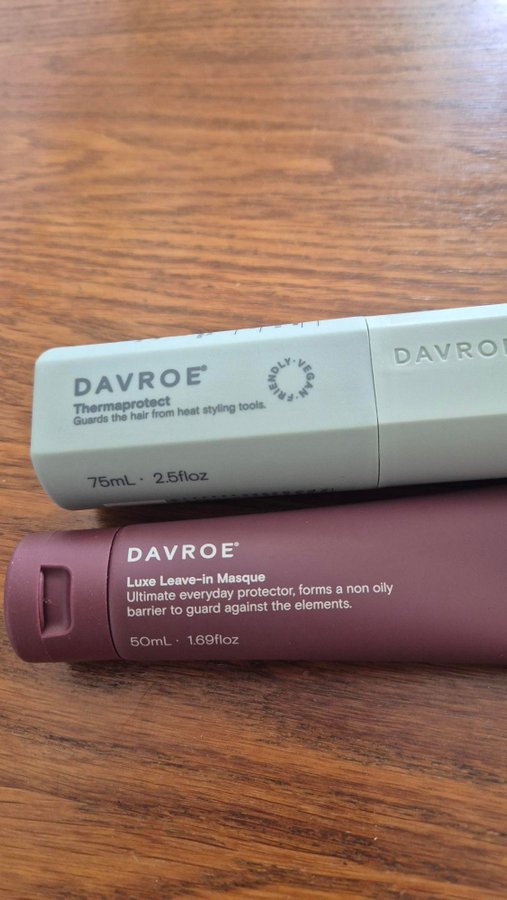 DAVROE®
Thermaprotect
Guards the hair from heat styling tools.
VEGAN · FRIENDLY ·
75mL · 2.5floz
DAVROE®
Luxe Leave-in Masque
Ultimate everyday protector, forms a non oily
barrier to guard against the elements.
50mL · 1.69floz